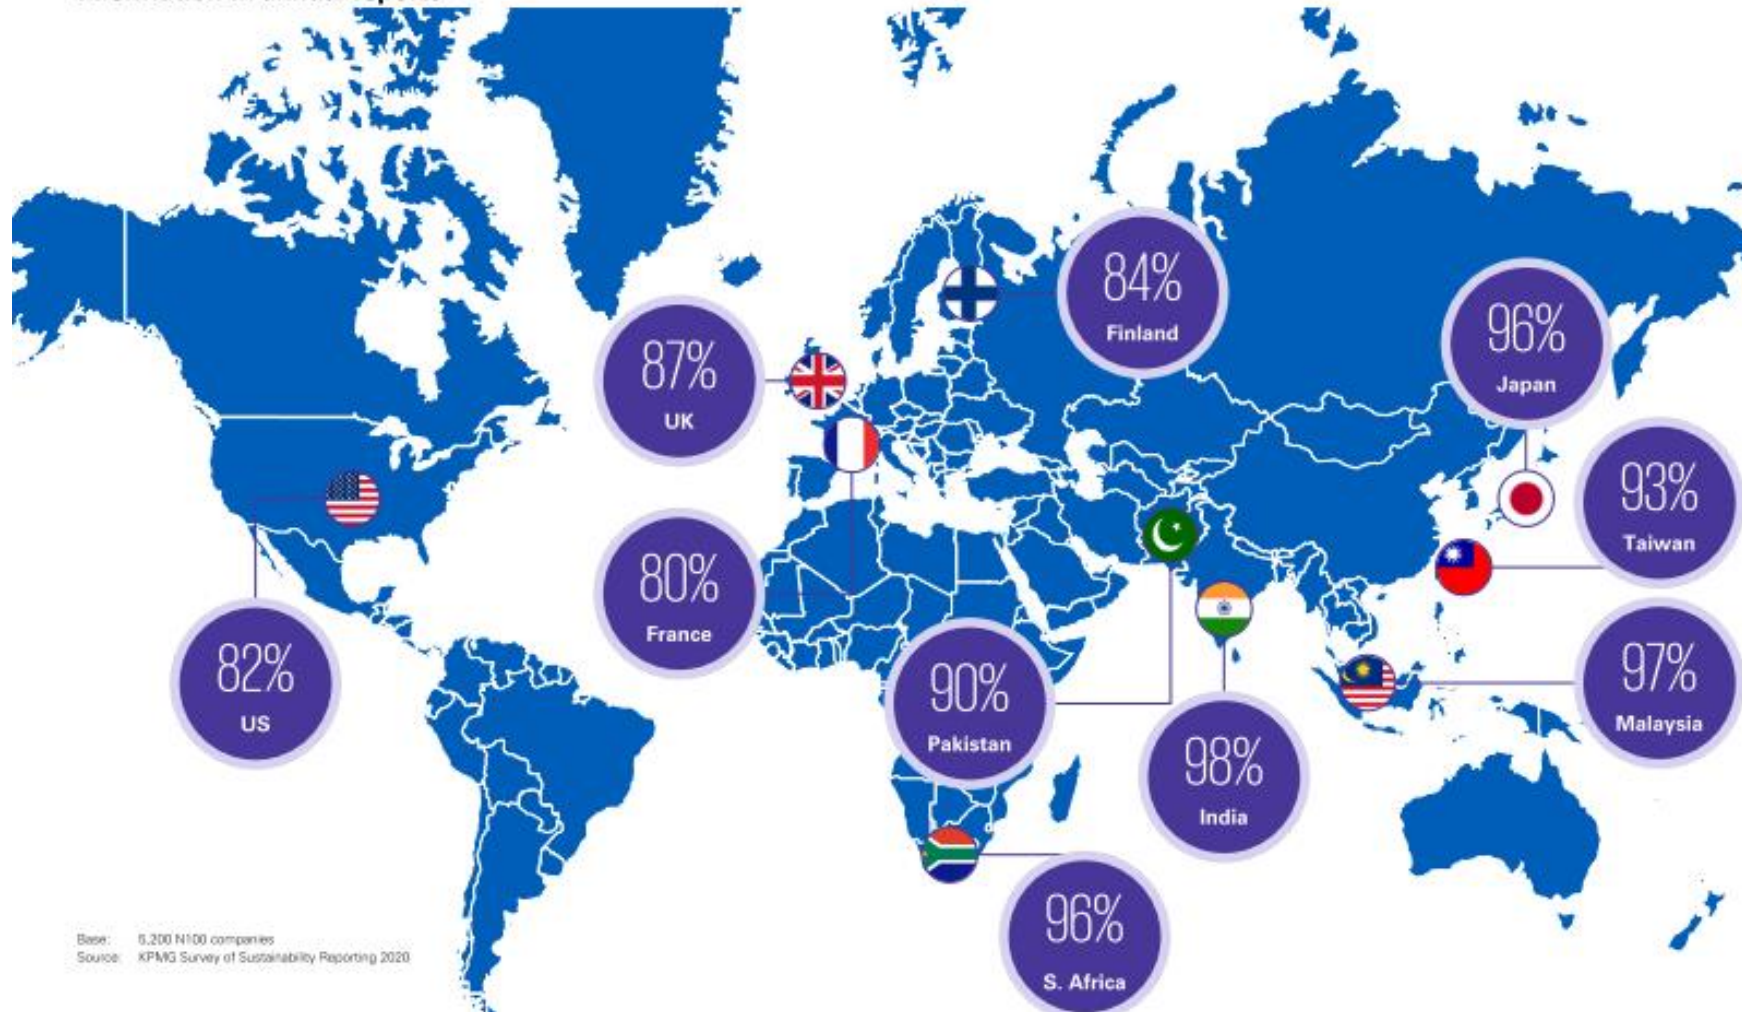 84%
Finland
96%
Japan
87%
UK
93%
Taiwan
80%
France
82%
US
90%
Pakistan
97%
Malaysia
98%
India
96%
S. Africa
Base: 5,200 N100 companies
Source: KPMG Survey of Sustainability Reporting 2020